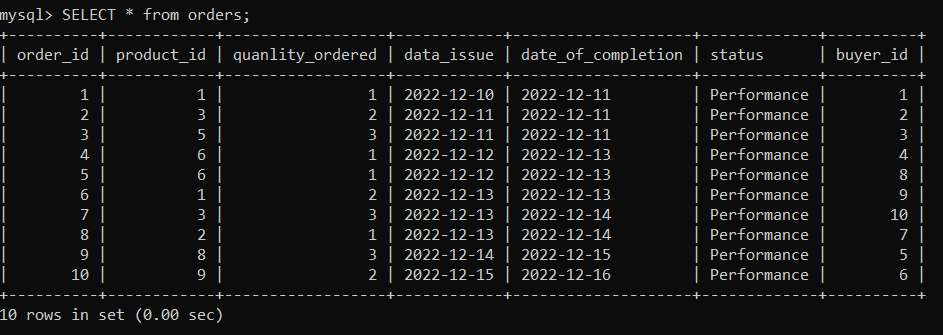 mysql> SELECT * from orders;
+----------+------------+------------------+------------+--------------------+-------------+----------+
| order_id | product_id | quanlity_ordered | data_issue | date_of_completion | status      | buyer_id |
+----------+------------+------------------+------------+--------------------+-------------+----------+
|        1 |          1 |                1 | 2022-12-10 | 2022-12-11         | Performance |        1 |
|        2 |          3 |                2 | 2022-12-11 | 2022-12-11         | Performance |        2 |
|        3 |          5 |                3 | 2022-12-11 | 2022-12-11         | Performance |        3 |
|        4 |          6 |                1 | 2022-12-12 | 2022-12-13         | Performance |        4 |
|        5 |          6 |                1 | 2022-12-12 | 2022-12-13         | Performance |        8 |
|        6 |          1 |                2 | 2022-12-13 | 2022-12-13         | Performance |        9 |
|        7 |          3 |                3 | 2022-12-13 | 2022-12-14         | Performance |       10 |
|        8 |          2 |                1 | 2022-12-13 | 2022-12-14         | Performance |        7 |
|        9 |          8 |                3 | 2022-12-14 | 2022-12-15         | Performance |        5 |
|       10 |          9 |                2 | 2022-12-15 | 2022-12-16         | Performance |        6 |
+----------+------------+------------------+------------+--------------------+-------------+----------+
10 rows in set (0.00 sec)